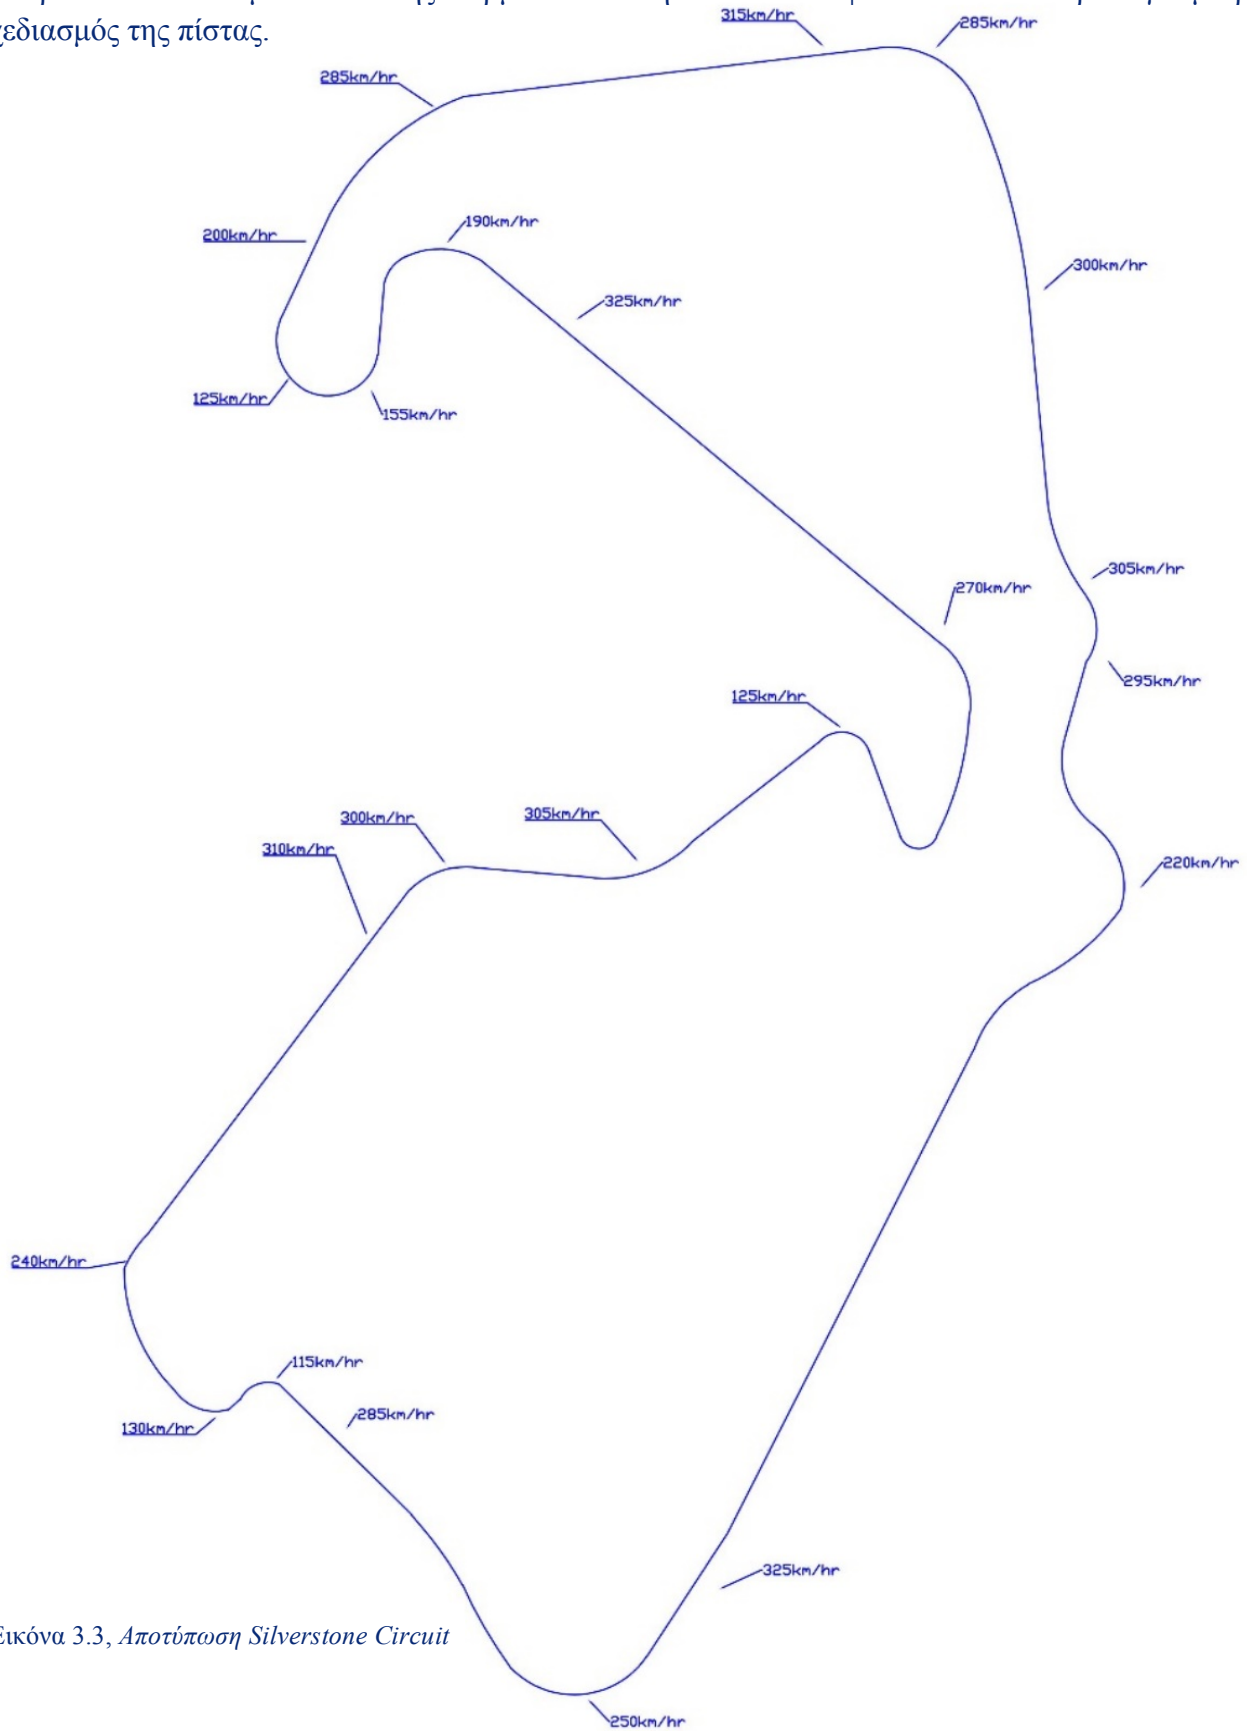 χεδιασμός της πίστας.
315km/hr
285km/hr
285km/hr
190km/hr
200km/hr
300km/hr
325km/hr
125km/hr
155km/hr
305km/hr
270km/hr
295km/hr
125km/hr
305km/hr
300km/hr
310km/hr
220km/hr
240km/hr
115km/hr
285km/hr
130km/hr
325km/hr
Εικόνα 3.3, Αποτύπωση Silverstone Circuit
250km/hr